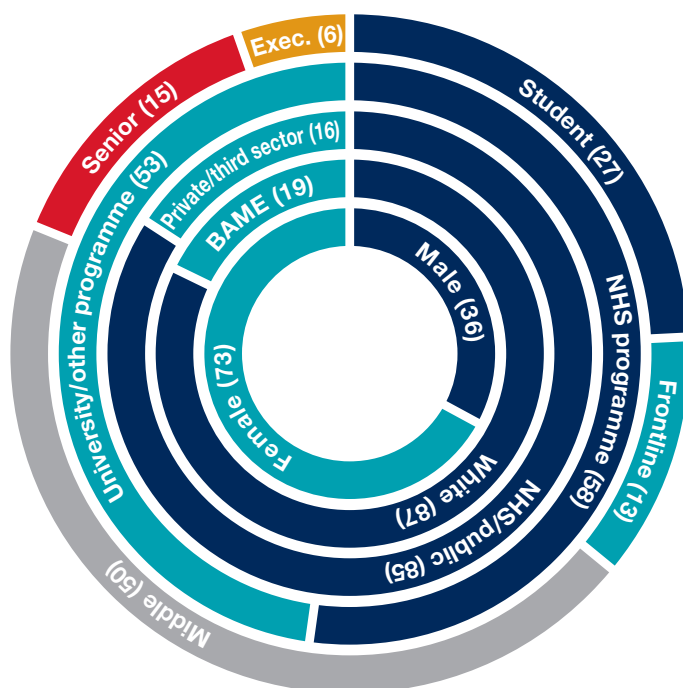 Exec. (6)
Student (27)
Senior (15)
Private/third sector (16)
University/other programme (53)
BAME (19)
Male (36)
NHS programme (58)
Female (73)
Frontline (13)
White (87)
NHS/public (85)
Middle (50)